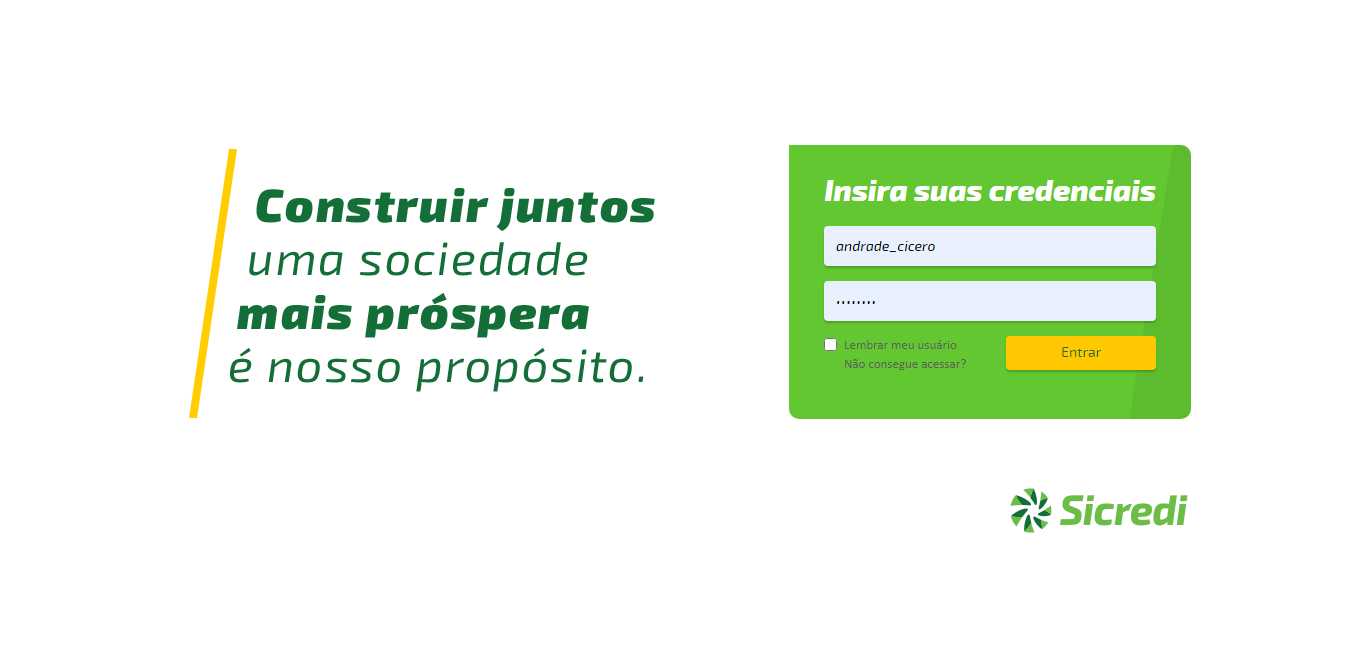 Construir juntos
uma sociedade
mais próspera
é nosso propósito.
Insira suas credenciais
andrade_cicero
••••••••
Lembrar meu usuário
Não consegue acessar?
Entrar
Sicredi